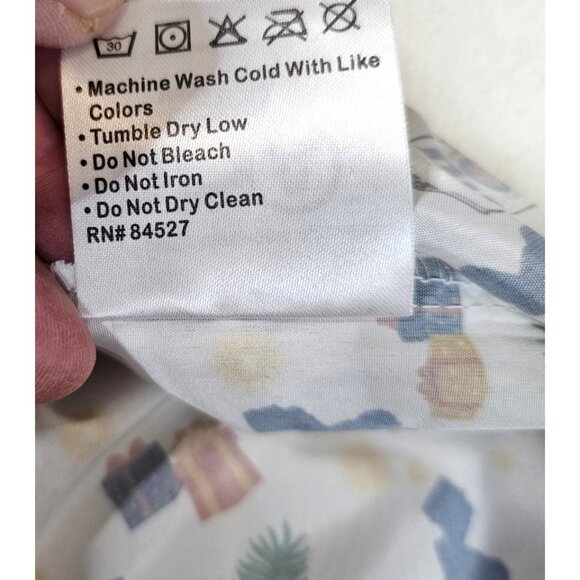 30
• Machine Wash Cold With Like
Colors
• Tumble Dry Low
• Do Not Bleach
• Do Not Iron
• Do Not Dry Clean
RN# 84527